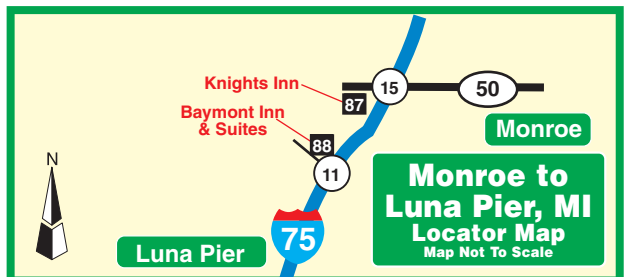 Knights Inn
87
15
50
Baymont Inn
& Suites
88
11
Monroe
N
Monroe to
Luna Pier, MI
Locator Map
Map Not To Scale
75
Luna Pier